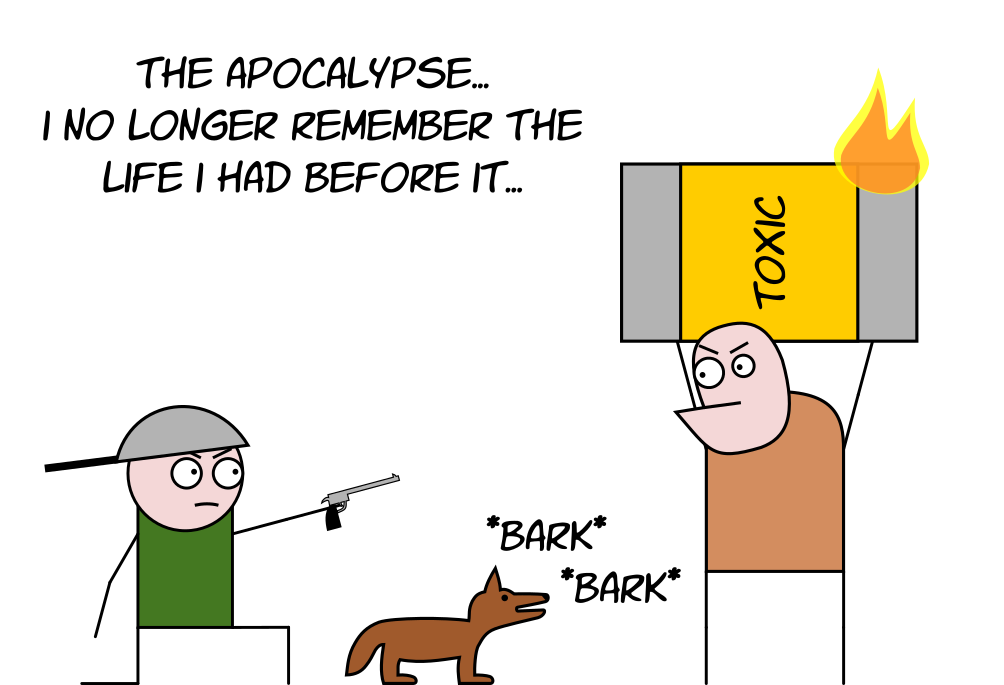 THE APOCALYPSE...
I NO LONGER REMEMBER THE
LIFE I HAD BEFORE IT...
TOXIC
*BARK*
*BARK*